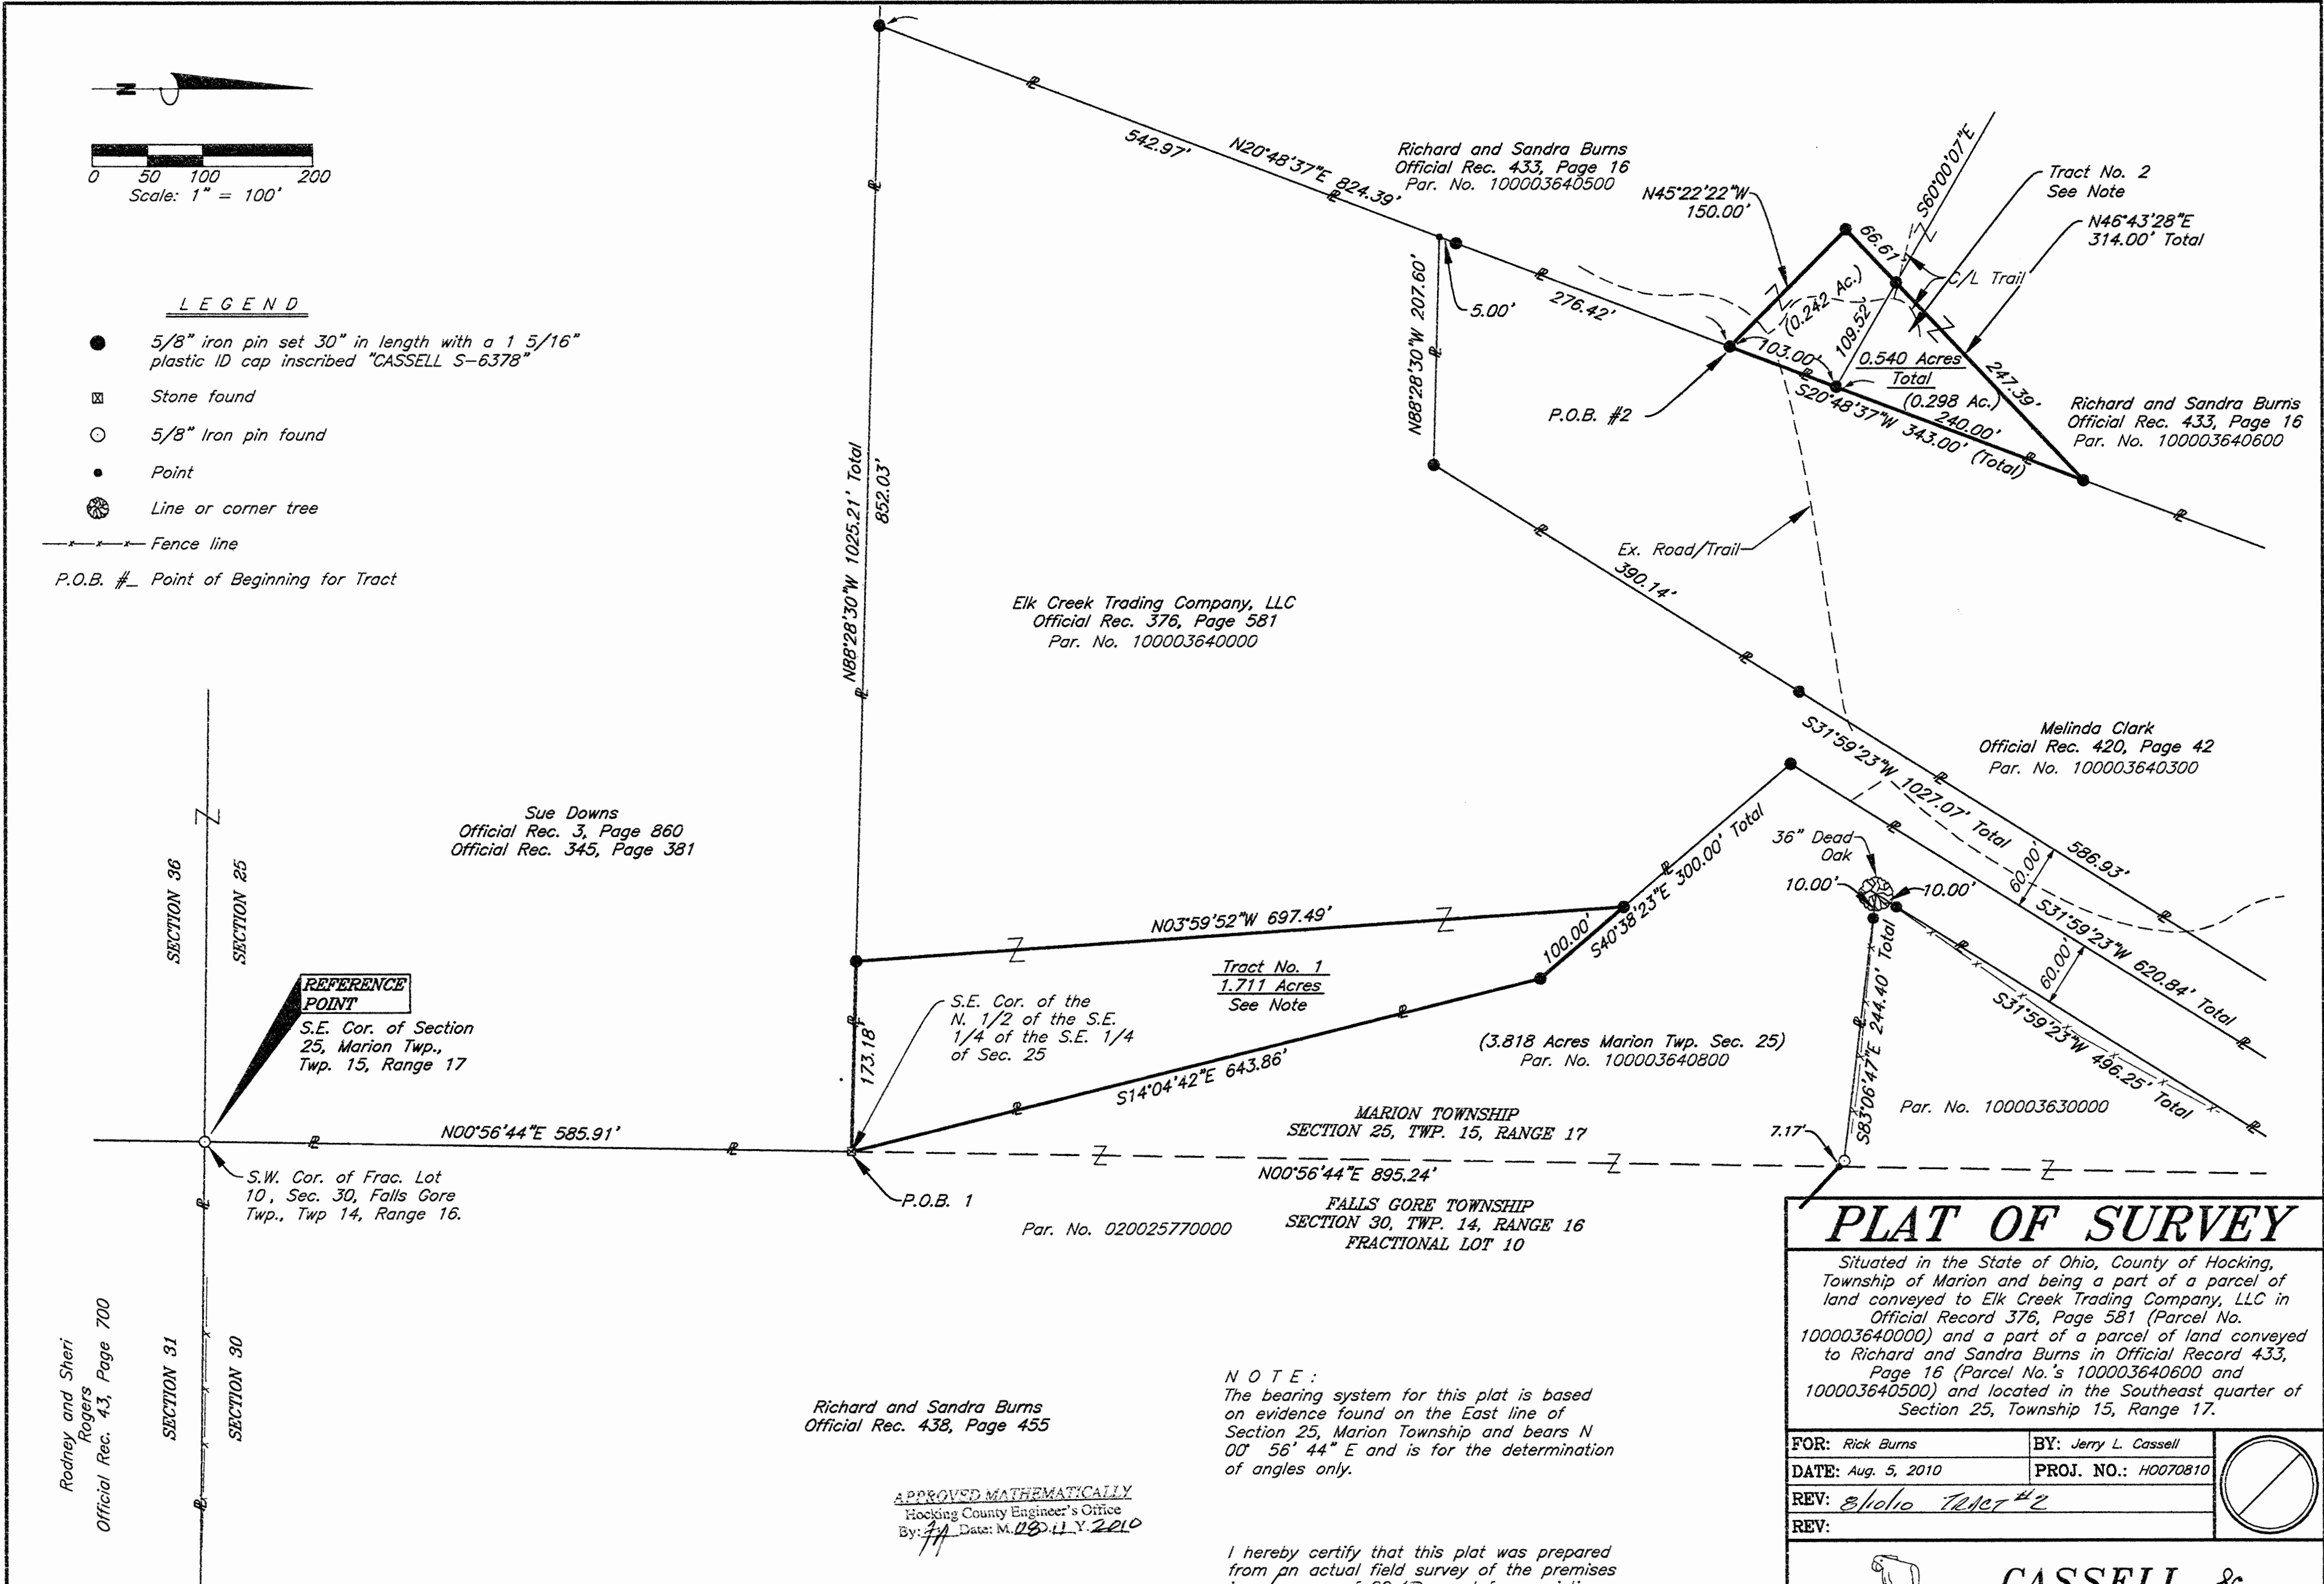 N
0 50 100 200
Scale: 1" = 100'
LEGEND
5/8" iron pin set 30" in length with a 1 5/16"
plastic ID cap inscribed "CASSELL S-6378"
Stone found
5/8" Iron pin found
Point
Line or corner tree
Fence line
P.O.B. #_ Point of Beginning for Tract
542.97'
N20°48'37"E 824.39'
Richard and Sandra Burns
Official Rec. 433, Page 16
Par. No. 100003640500
N45°22'22"W
150.00'
S60°00'07"E
Tract No. 2
See Note
N46°43'28"E
314.00' Total
66.61'
C/L Trail
(0.242 Ac.)
109.52'
103.00'
0.540 Acres
Total
(0.298 Ac.)
240.00'
247.39'
S20°48'37"W 343.00' (Total)
Richard and Sandra Burns
Official Rec. 433, Page 16
Par. No. 100003640600
N88°28'30"W 207.60'
5.00'
276.42'
P.O.B. #2
Ex. Road/Trail
390.14'
N88°28'30"W 1025.21' Total
852.03'
Elk Creek Trading Company, LLC
Official Rec. 376, Page 581
Par. No. 100003640000
Melinda Clark
Official Rec. 420, Page 42
Par. No. 100003640300
S31°59'23"W 1027.07' Total
586.93'
60.00'
36" Dead
Oak
10.00'
10.00'
S31°59'23"W 620.84' Total
60.00'
S31°59'23"W 496.25' Total
S83°06'47"E 244.40' Total
Par. No. 100003630000
7.17'
Sue Downs
Official Rec. 3, Page 860
Official Rec. 345, Page 381
SECTION 36
SECTION 25
N03°59'52"W 697.49'
100.00'
S40°38'23"E 300.00' Total
Tract No. 1
1.711 Acres
See Note
173.18'
S.E. Cor. of the
N. 1/2 of the S.E.
1/4 of the S.E. 1/4
of Sec. 25
S14°04'42"E 643.86'
(3.818 Acres Marion Twp. Sec. 25)
Par. No. 100003640800
REFERENCE
POINT
S.E. Cor. of Section
25, Marion Twp.,
Twp. 15, Range 17
N00°56'44"E 585.91'
MARION TOWNSHIP
SECTION 25, TWP. 15, RANGE 17
N00°56'44"E 895.24'
FALLS GORE TOWNSHIP
SECTION 30, TWP. 14, RANGE 16
FRACTIONAL LOT 10
S.W. Cor. of Frac. Lot
10, Sec. 30, Falls Gore
Twp., Twp 14, Range 16.
P.O.B. 1
Par. No. 020025770000
Rodney and Sheri
Rogers
Official Rec. 43, Page 700
SECTION 31
SECTION 30
Richard and Sandra Burns
Official Rec. 438, Page 455
APPROVED MATHEMATICALLY
Hocking County Engineer's Office
By: Date: M. 08 D. 11 Y. 2010
NOTE:
The bearing system for this plat is based
on evidence found on the East line of
Section 25, Marion Township and bears N
00° 56' 44" E and is for the determination
of angles only.
I hereby certify that this plat was prepared
from an actual field survey of the premises
PLAT OF SURVEY
Situated in the State of Ohio, County of Hocking,
Township of Marion and being a part of a parcel of
land conveyed to Elk Creek Trading Company, LLC in
Official Record 376, Page 581 (Parcel No.
100003640000) and a part of a parcel of land conveyed
to Richard and Sandra Burns in Official Record 433,
Page 16 (Parcel No.'s 100003640600 and
100003640500) and located in the Southeast quarter of
Section 25, Township 15, Range 17.
FOR: Rick Burns
BY: Jerry L. Cassell
DATE: Aug. 5, 2010
PROJ. NO.: H0070810
REV: 8/10/10 TRACT #2
REV:
CASSELL &